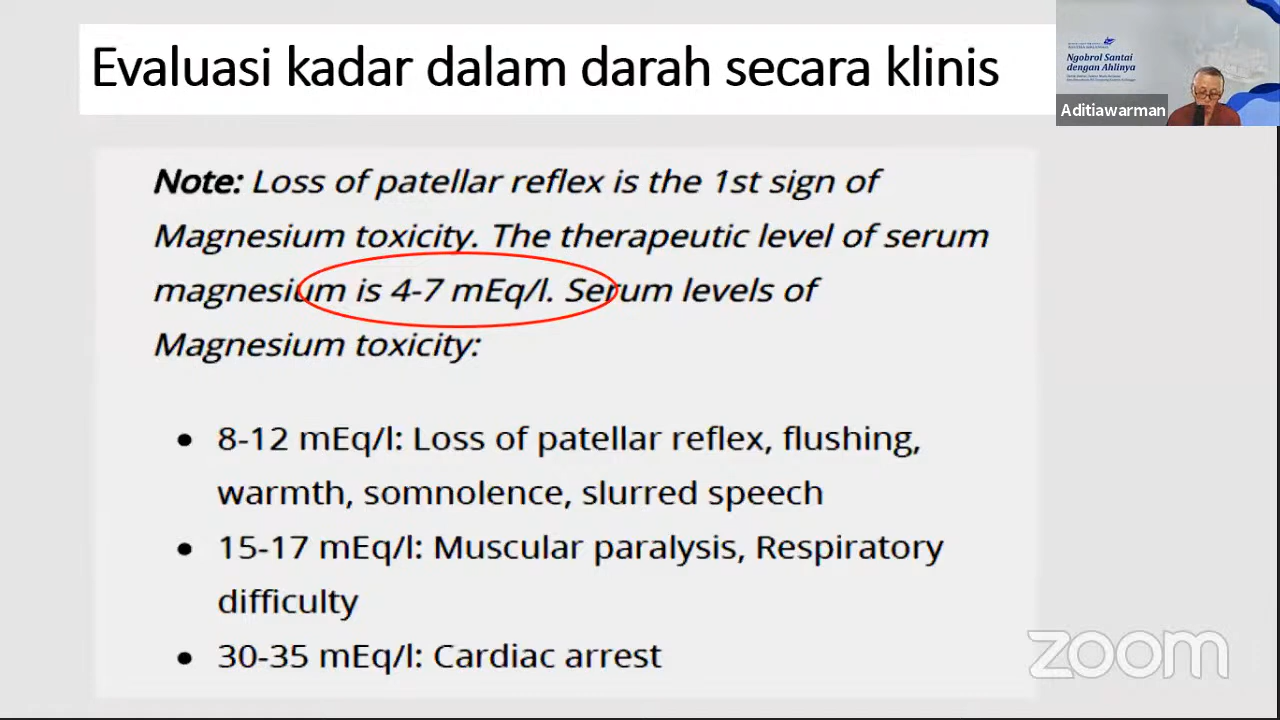 Evaluasi kadar dalam darah secara klinis
Ngobrol Santai
dengan Ahlinya
Aditiawarman
Note: Loss of patellar reflex is the 1st sign of
Magnesium toxicity. The therapeutic level of serum
magnesium is 4-7 mEq/l. Serum levels of
Magnesium toxicity:
• 8-12 mEq/l: Loss of patellar reflex, flushing,
warmth, somnolence, slurred speech
• 15-17 mEq/l: Muscular paralysis, Respiratory
difficulty
• 30-35 mEq/l: Cardiac arrest
zoom